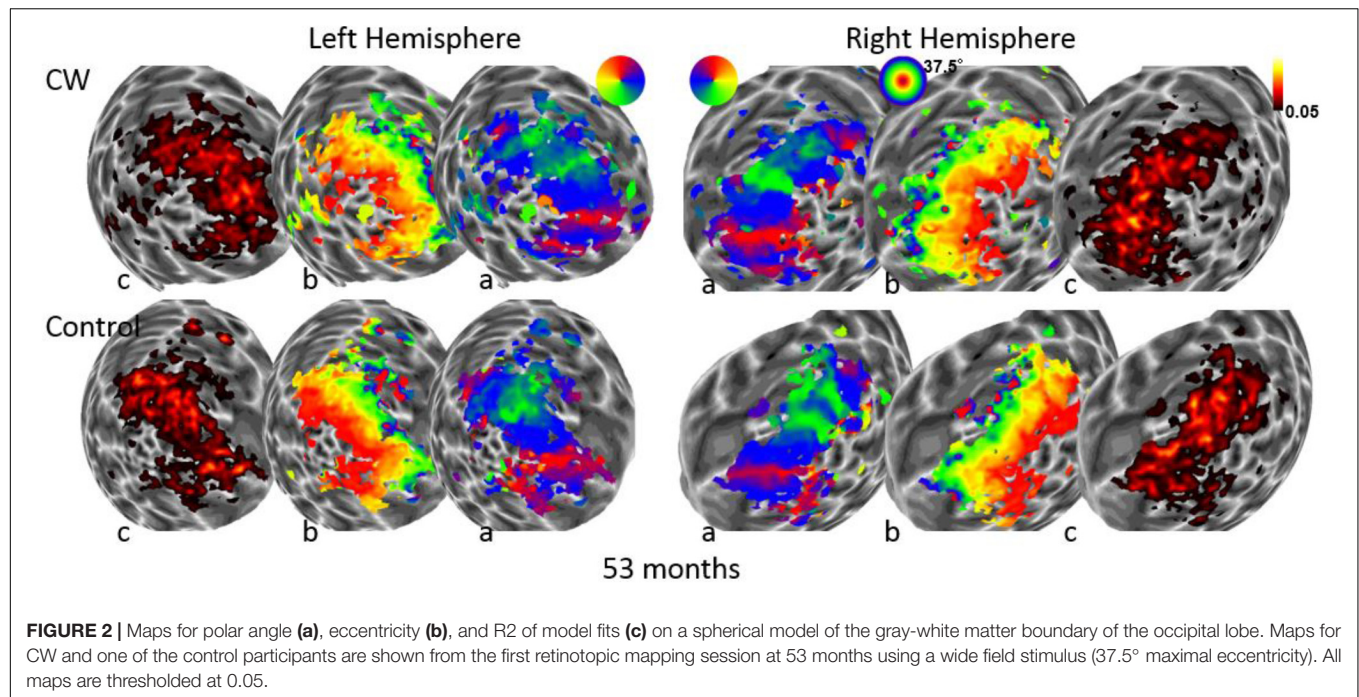 Left Hemisphere
Right Hemisphere
CW
37.5°
0.05
c
b
a
a
b
c
Control
c
b
a
a
b
c
53 months
FIGURE 2 | Maps for polar angle (a), eccentricity (b), and R2 of model fits (c) on a spherical model of the gray-white matter boundary of the occipital lobe. Maps for
CW and one of the control participants are shown from the first retinotopic mapping session at 53 months using a wide field stimulus (37.5° maximal eccentricity). All
maps are thresholded at 0.05.